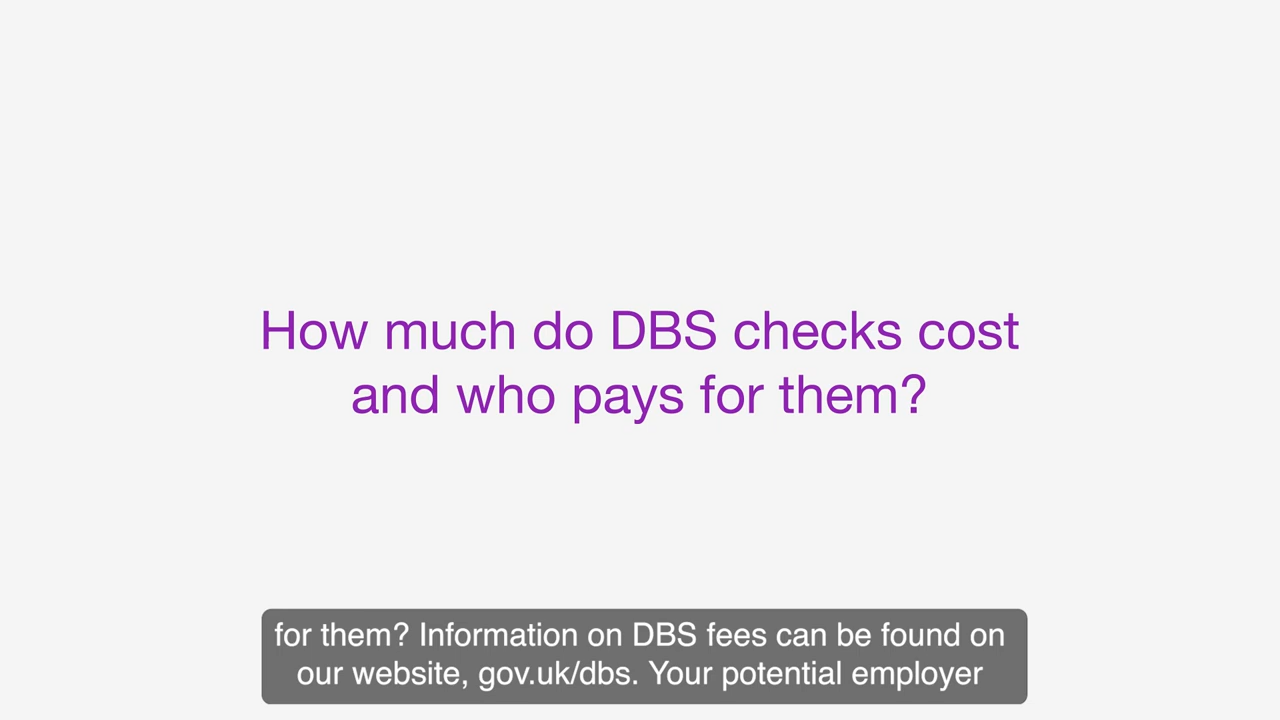 How much do DBS checks cost
and who pays for them?
for them? Information on DBS fees can be found on
our website, gov.uk/dbs. Your potential employer